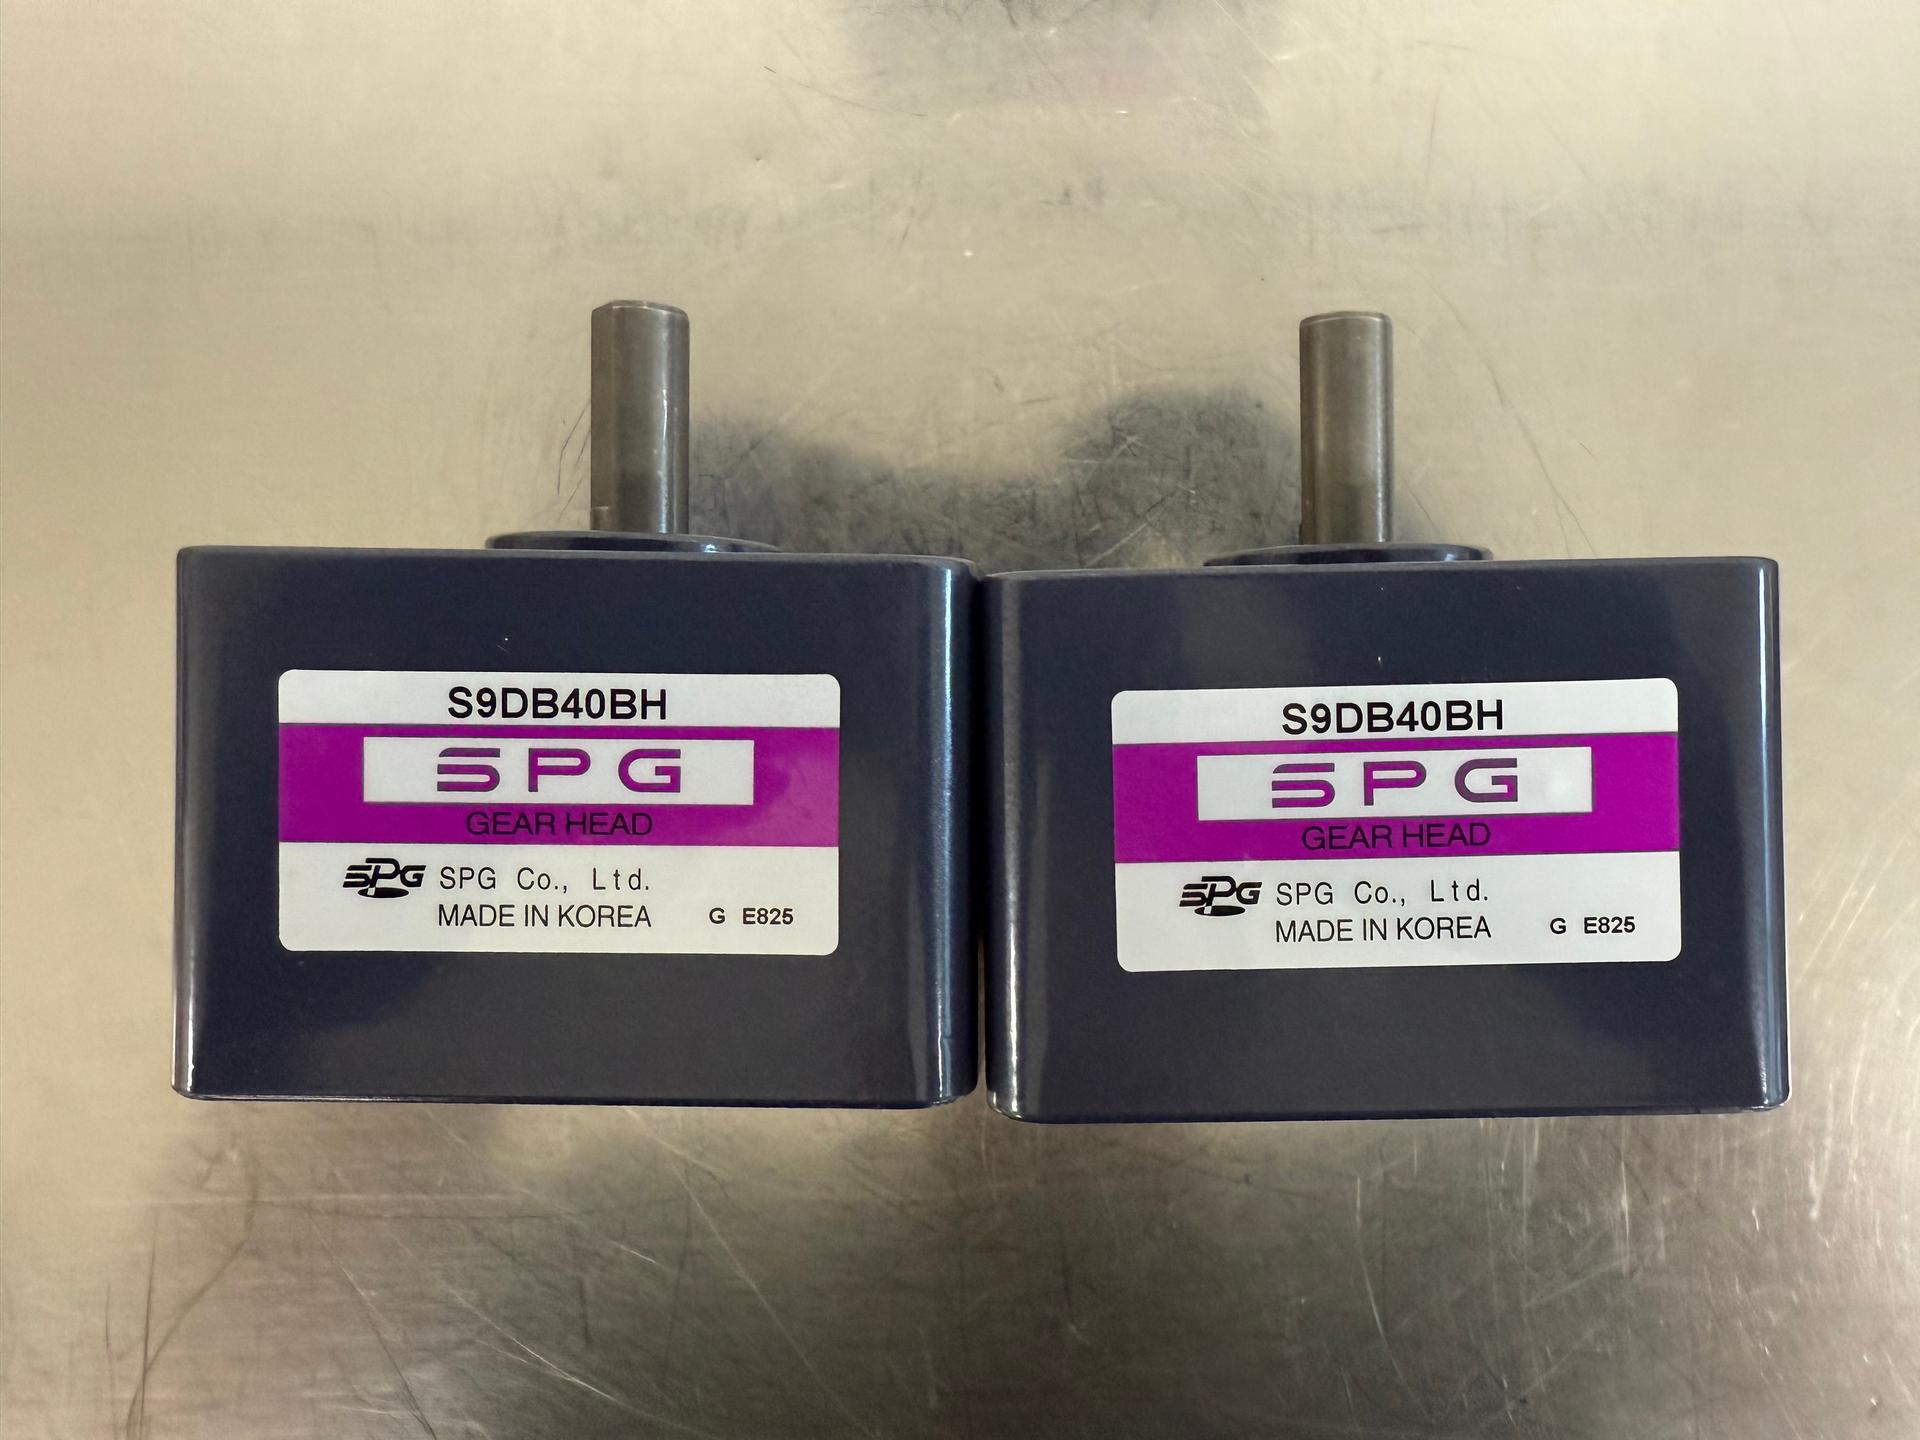 S9DB40BH
SPG
GEAR HEAD
SPG SPG Co., Ltd.
MADE IN KOREA G E825
S9DB40BH
SPG
GEAR HEAD
SPG SPG Co., Ltd.
MADE IN KOREA G E825